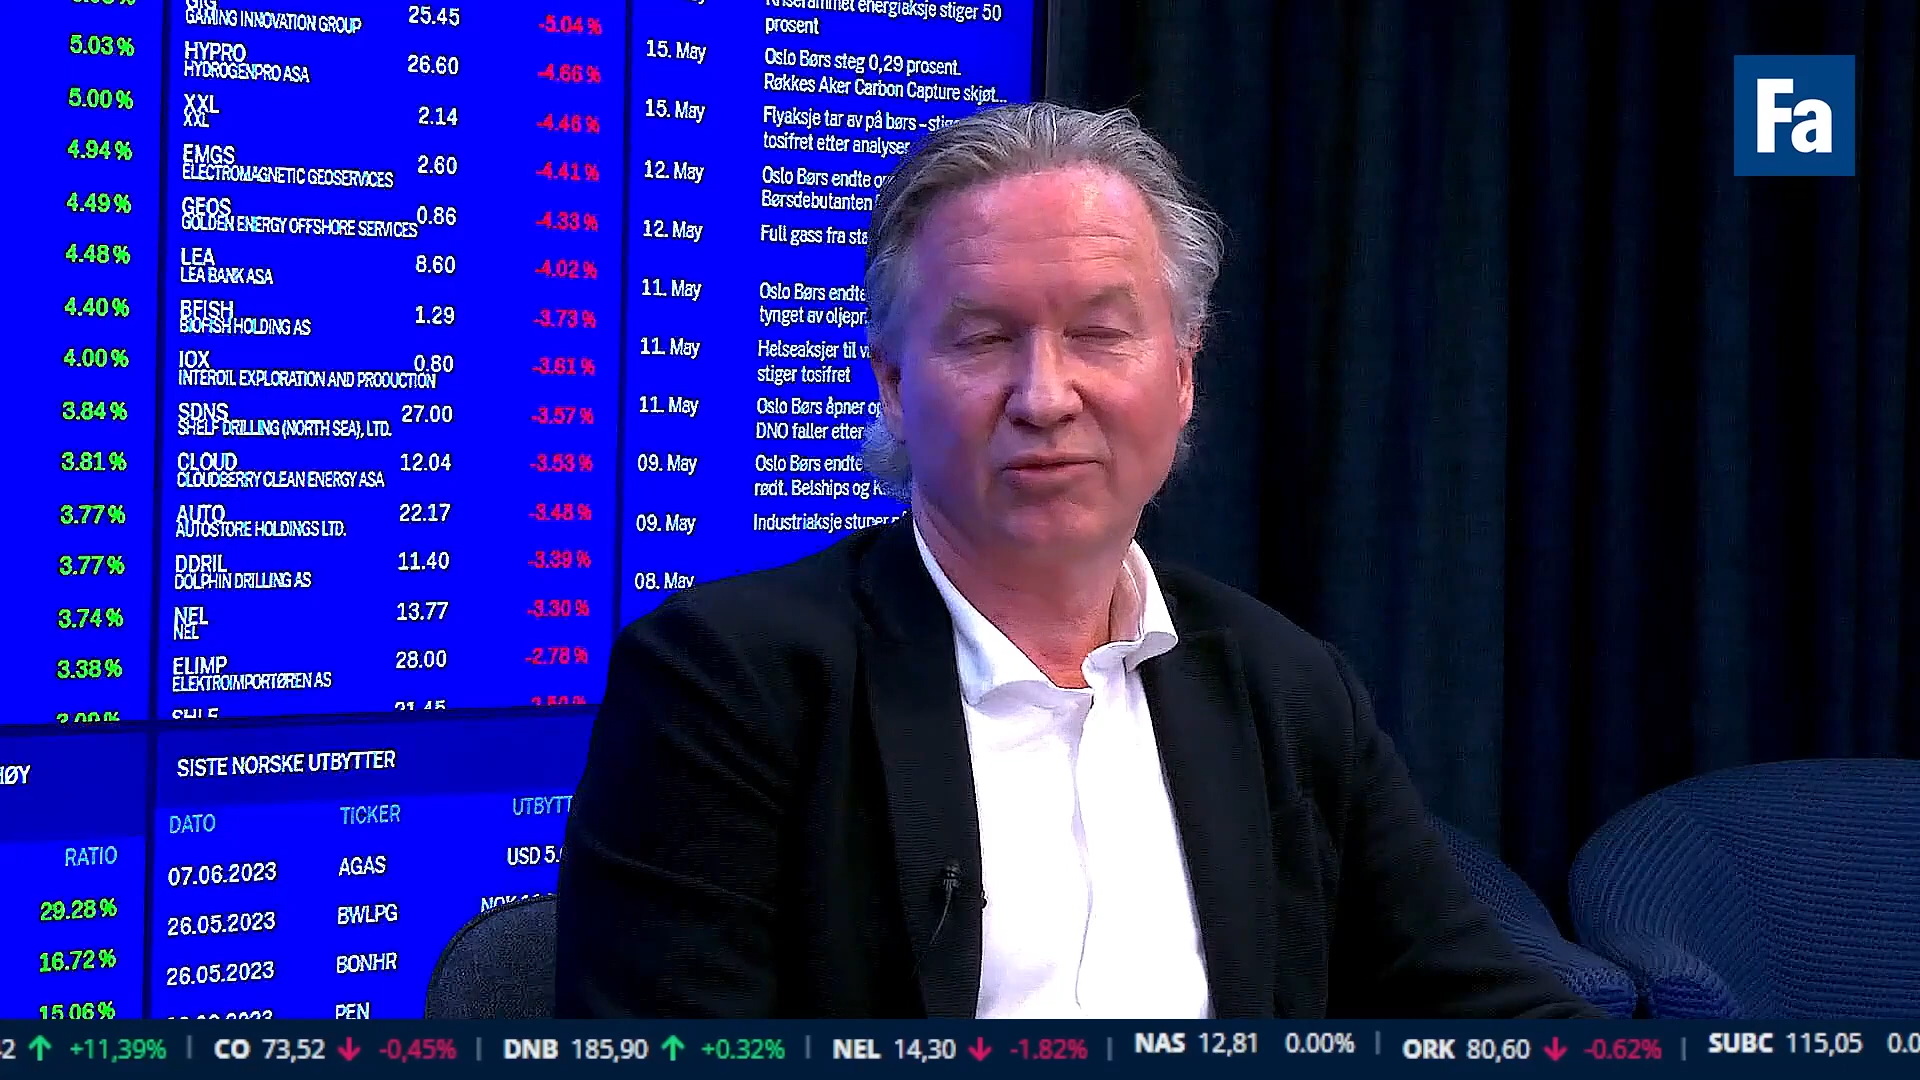 5.03%
5.00%
4.94%
4.49%
4.48%
4.40%
4.00%
3.84%
3.81%
3.77%
3.77%
3.74%
3.38%
GIG 25.45 -5.04%
GAMING INNOVATION GROUP
HYPRO 26.60 -4.66%
HYDROGENPRO ASA
XXL 2.14 -4.46%
XXL
EMGS 2.60 -4.41%
ELECTROMAGNETIC GEOSERVICES
GEOS 0.86 -4.33%
GOLDEN ENERGY OFFSHORE SERVICES
LEA 8.60 -4.02%
LEA BANK ASA
BFISH 1.29 -3.73%
BIOFISH HOLDING AS
IOX 0.80 -3.61%
INTEROIL EXPLORATION AND PRODUCTION
SDNS 27.00 -3.57%
SHELF DRILLING (NORTH SEA), LTD.
CLOUD 12.04 -3.53%
CLOUDBERRY CLEAN ENERGY ASA
AUTO 22.17 -3.48%
AUTOSTORE HOLDINGS LTD.
DDRIL 11.40 -3.39%
DOLPHIN DRILLING AS
NEL 13.77 -3.30%
NEL
ELIMP 28.00 -2.78%
ELEKTROIMPORTØREN AS
SHLF 21.45
energiaksje stiger 50
prosent
15. May Oslo Børs steg 0,29 prosent.
Røkkes Aker Carbon Capture skjøt...
15. May Flyaksje tar av på børs –
tosifret etter analyse
12. May Oslo Børs endte
Børsdebutanten
12. May Full gass fra
11. May Oslo Børs endte
tynget av
11. May Helseaksjer til
stiger tosifret
11. May Oslo Børs åpner
DNO faller etter
09. May Oslo Børs endte
rødt. Belships og
09. May Industriaksje stuper
08. May
RATIO
29.28%
16.72%
15.06%
SISTE NORSKE UTBYTTER
DATO TICKER UTBYTT
07.06.2023 AGAS USD 5.
26.05.2023 BWLPG NOK
26.05.2023 BONHR
PEN
Fa
+11,39% | CO 73,52 -0,45% | DNB 185,90 +0.32% | NEL 14,30 -1.82% | NAS 12,81 0.00% | ORK 80,60 -0.62% | SUBC 115,05 0.0